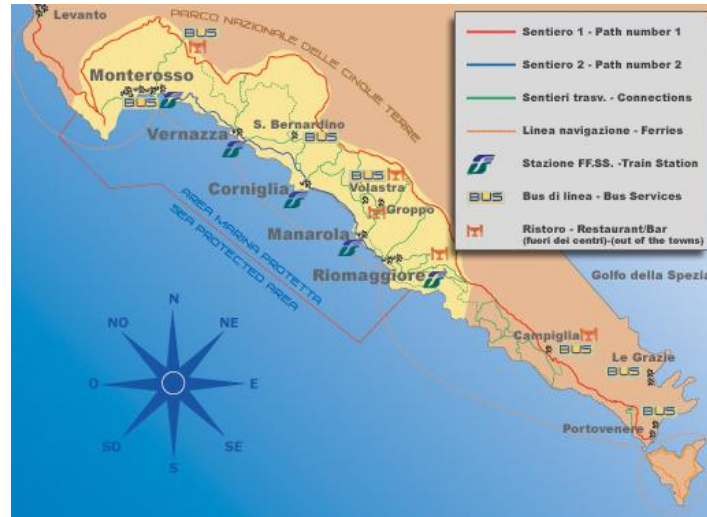 Levanto
PARCO NAZIONALE DELLE CINQUE TERRE
BUS
Monterosso
BUS
Vernazza
S. Bernardino
BUS
Corniglia
BUS
Volastra
Groppo
Manarola
Riomaggiore
AREA MARINA PROTETTA
SEA PROTECTED AREA
Golfo della Spezia
Campiglia
BUS
Le Grazie
BUS
BUS
Portovenere
N
NO
NE
O
E
SO
SE
S
Sentiero 1 - Path number 1
Sentiero 2 - Path number 2
Sentieri trasv. - Connections
Linea navigazione - Ferries
Stazione FF.SS. -Train Station
BUS
Bus di linea - Bus Services
Ristoro - Restaurant/Bar
(fuori dei centri)-(out of the towns)